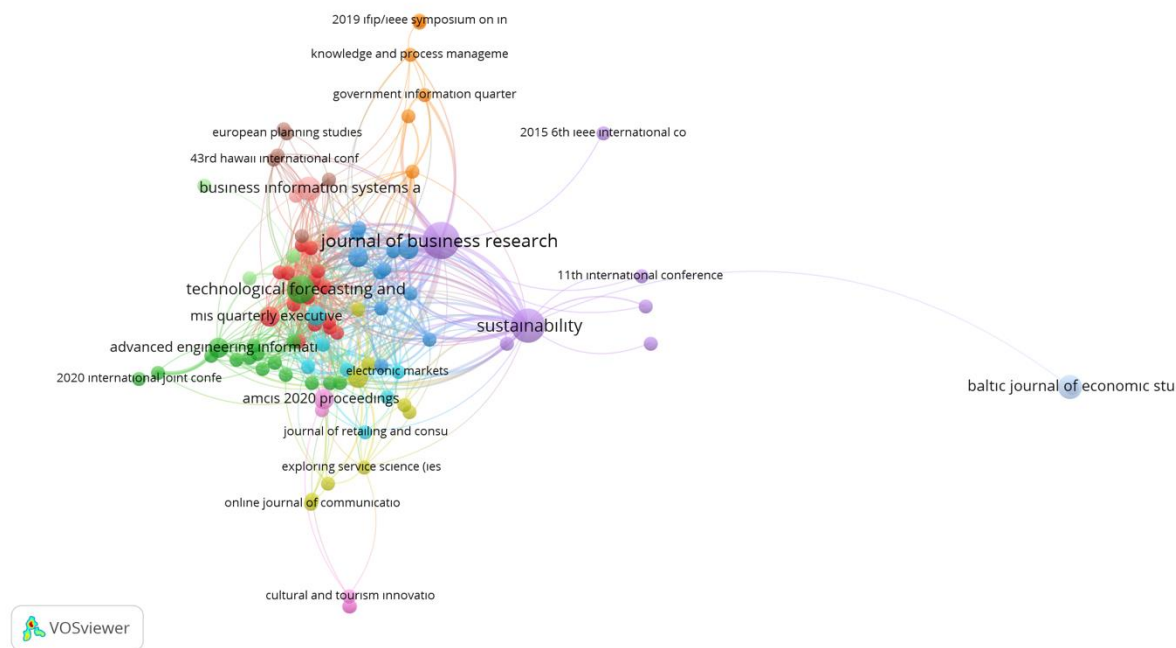 2019 ifip/ieee symposium on in
knowledge and process manageme
government information quarter
european planning studies
2015 6th ieee international co
43rd hawaii international conf
business information systems a
journal of business research
11th international conference
technological forecasting and
mis quarterly executive
sustainability
advanced engineering informati
electronic markets
2020 international joint confe
baltic journal of economic stu
amcis 2020 proceedings
journal of retailing and consu
exploring service science (ies
online journal of communicatio
cultural and tourism innovatio
VOSviewer